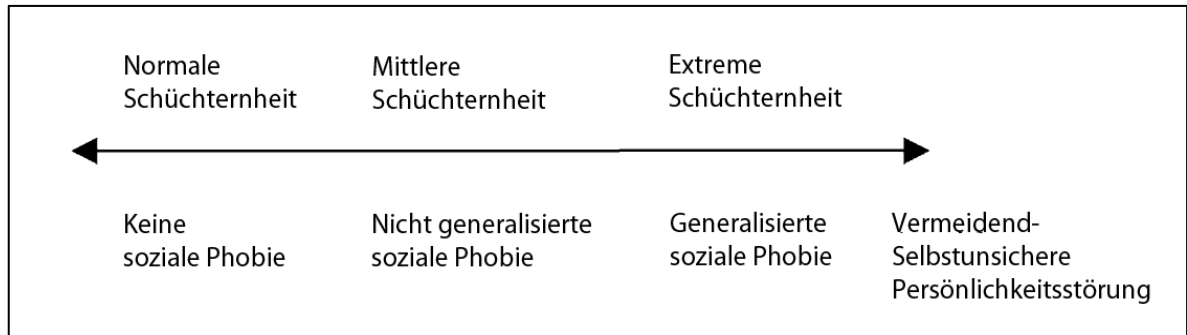 Normale
Schüchternheit
Mittlere
Schüchternheit
Extreme
Schüchternheit
Keine
soziale Phobie
Nicht generalisierte
soziale Phobie
Generalisierte
soziale Phobie
Vermeidend-
Selbstunsichere
Persönlichkeitsstörung